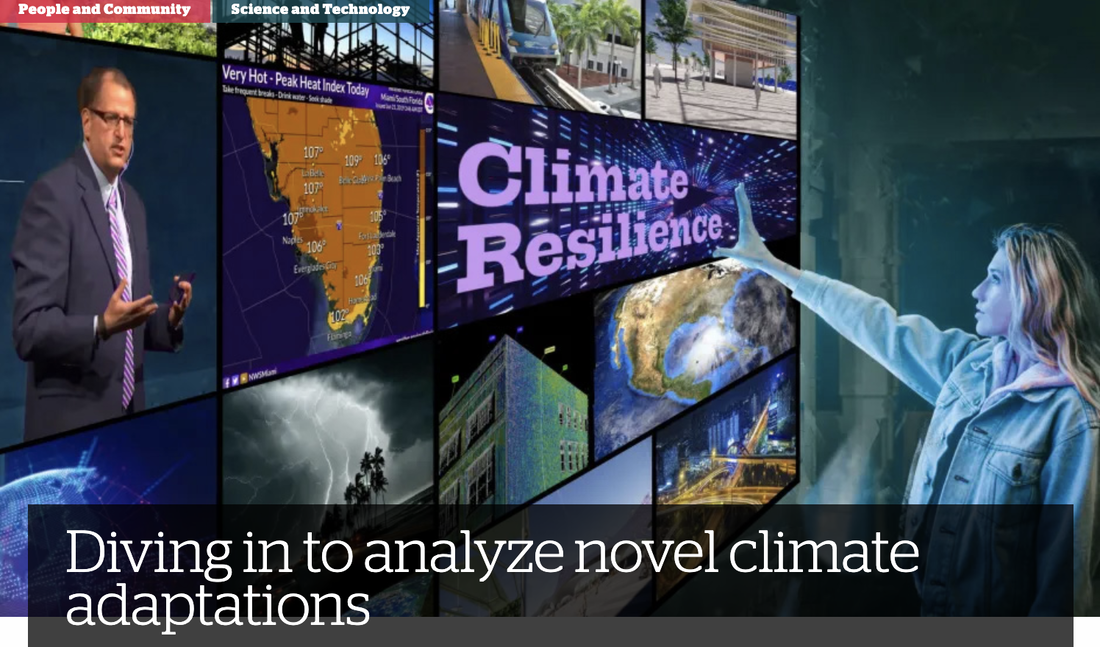 People and Community
Science and Technology
Very Hot - Peak Heat Index Today
Take frequent breaks - Drink water - Seek shade
Miami/South Florida
107°
LaBelle
109°
106°
107°
107°
Naples
105°
106°
Everglades City
103°
106
102°
Flamingo
NWSMiami
Climate
Resilience
Diving in to analyze novel climate
adaptations